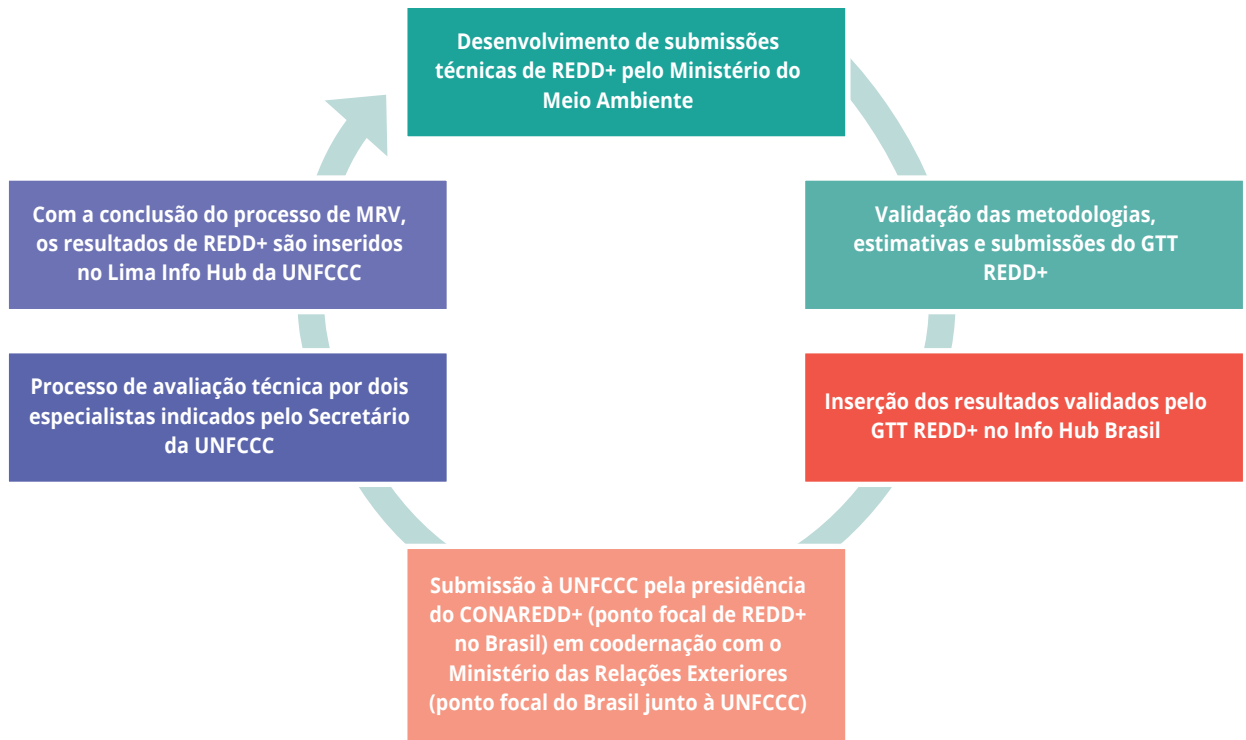 Desenvolvimento de submissões
técnicas de REDD+ pelo Ministério do
Meio Ambiente
Validação das metodologias,
estimativas e submissões do GTT
REDD+
Inserção dos resultados validados pelo
GTT REDD+ no Info Hub Brasil
Submissão à UNFCCC pela presidência
do CONAREDD+ (ponto focal de REDD+
no Brasil) em coodernação com o
Ministério das Relações Exteriores
(ponto focal do Brasil junto à UNFCCC)
Processo de avaliação técnica por dois
especialistas indicados pelo Secretário
da UNFCCC
Com a conclusão do processo de MRV,
os resultados de REDD+ são inseridos
no Lima Info Hub da UNFCCC